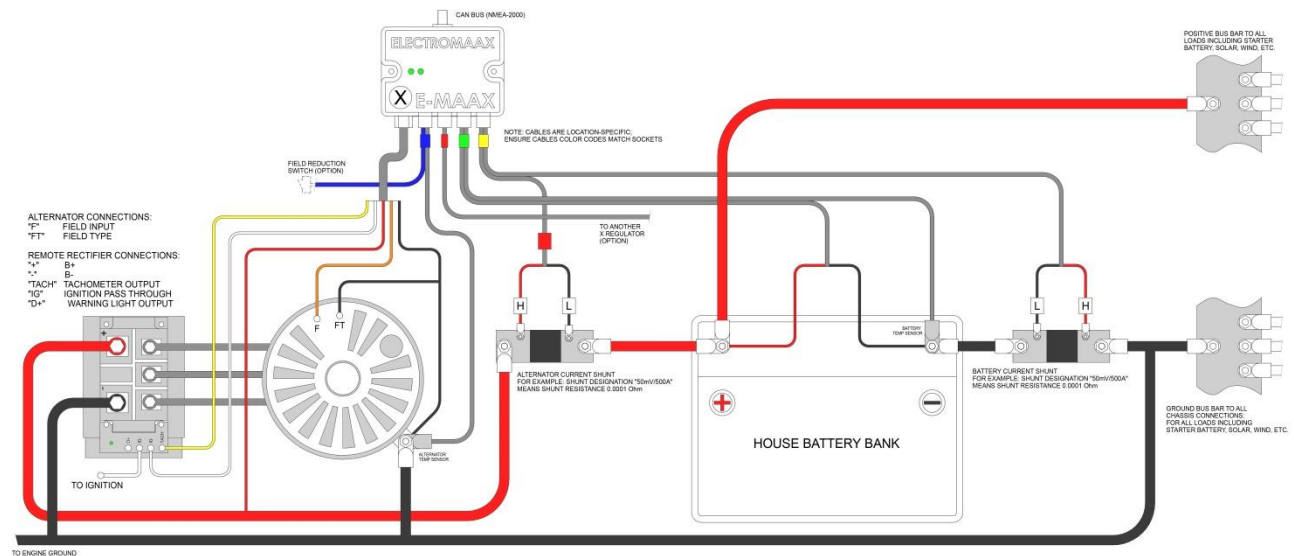 CAN BUS (NMEA-2000)
ELECTROMAAX
X E-MAAX
NOTE: CABLES ARE LOCATION-SPECIFIC;
ENSURE CABLES COLOR CODES MATCH SOCKETS
POSITIVE BUS BAR TO ALL
LOADS INCLUDING STARTER
BATTERY, SOLAR, WIND, ETC.
FIELD REDUCTION
SWITCH (OPTION)
ALTERNATOR CONNECTIONS:
"F" FIELD INPUT
"FT" FIELD TYPE
REMOTE RECTIFIER CONNECTIONS:
"+" B+
"-" B-
"TACH" TACHOMETER OUTPUT
"IG" IGNITION PASS THROUGH
"D+" WARNING LIGHT OUTPUT
TO ANOTHER
X REGULATOR
(OPTION)
F
FT
H
L
L
H
+
-
D+
IG
IG
TACH
BATTERY
TEMP SENSOR
ALTERNATOR CURRENT SHUNT
FOR EXAMPLE: SHUNT DESIGNATION "50mV/500A"
MEANS SHUNT RESISTANCE 0.0001 Ohm
BATTERY CURRENT SHUNT
FOR EXAMPLE: SHUNT DESIGNATION "50mV/500A"
MEANS SHUNT RESISTANCE 0.0001 Ohm
+
-
HOUSE BATTERY BANK
GROUND BUS BAR TO ALL
CHASSIS CONNECTIONS:
FOR ALL LOADS INCLUDING
STARTER BATTERY, SOLAR, WIND, ETC.
ALTERNATOR
TEMP SENSOR
TO IGNITION
TO ENGINE GROUND